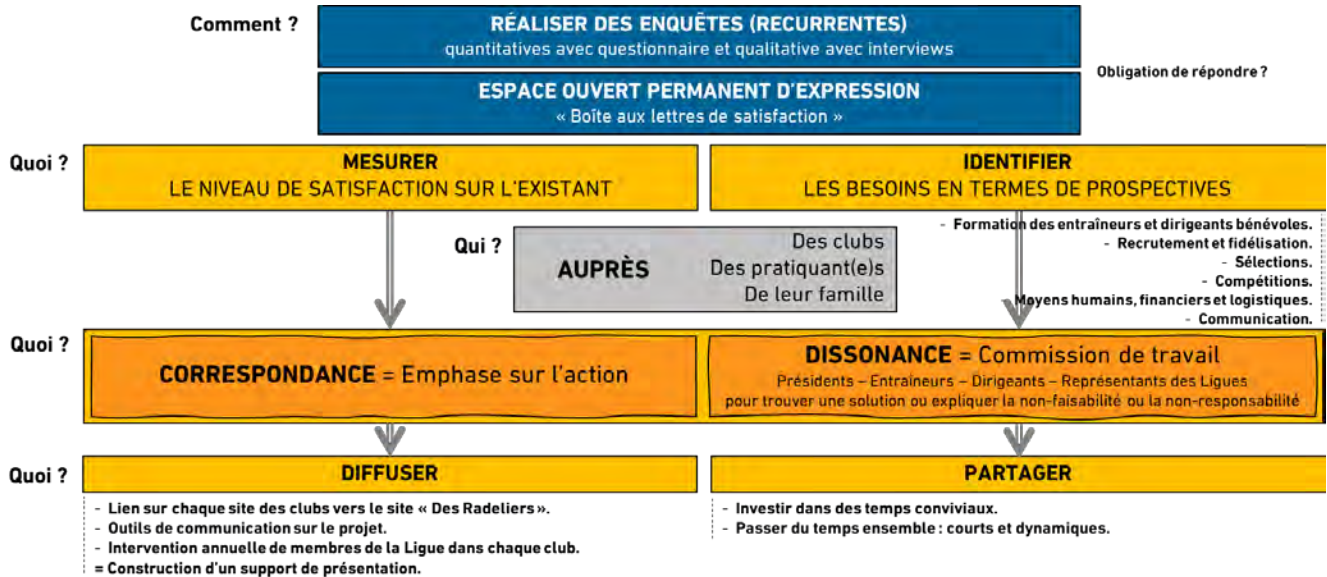 Comment ?
RÉALISER DES ENQUÊTES (RECURRENTES)
quantitatives avec questionnaire et qualitative avec interviews
ESPACE OUVERT PERMANENT D'EXPRESSION
« Boîte aux lettres de satisfaction »
Obligation de répondre ?
Quoi ?
MESURER
LE NIVEAU DE SATISFACTION SUR L'EXISTANT
IDENTIFIER
LES BESOINS EN TERMES DE PROSPECTIVES
- Formation des entraîneurs et dirigeants bénévoles.
- Recrutement et fidélisation.
- Sélections.
- Compétitions.
- Moyens humains, financiers et logistiques.
- Communication.
Qui ?
AUPRÈS
Des clubs
Des pratiquant(e)s
De leur famille
Quoi ?
CORRESPONDANCE = Emphase sur l'action
DISSONANCE = Commission de travail
Présidents – Entraîneurs – Dirigeants – Représentants des Ligues
pour trouver une solution ou expliquer la non-faisabilité ou la non-responsabilité
Quoi ?
DIFFUSER
- Lien sur chaque site des clubs vers le site « Des Radeliers ».
- Outils de communication sur le projet.
- Intervention annuelle de membres de la Ligue dans chaque club.
= Construction d'un support de présentation.
PARTAGER
- Investir dans des temps conviviaux.
- Passer du temps ensemble : courts et dynamiques.